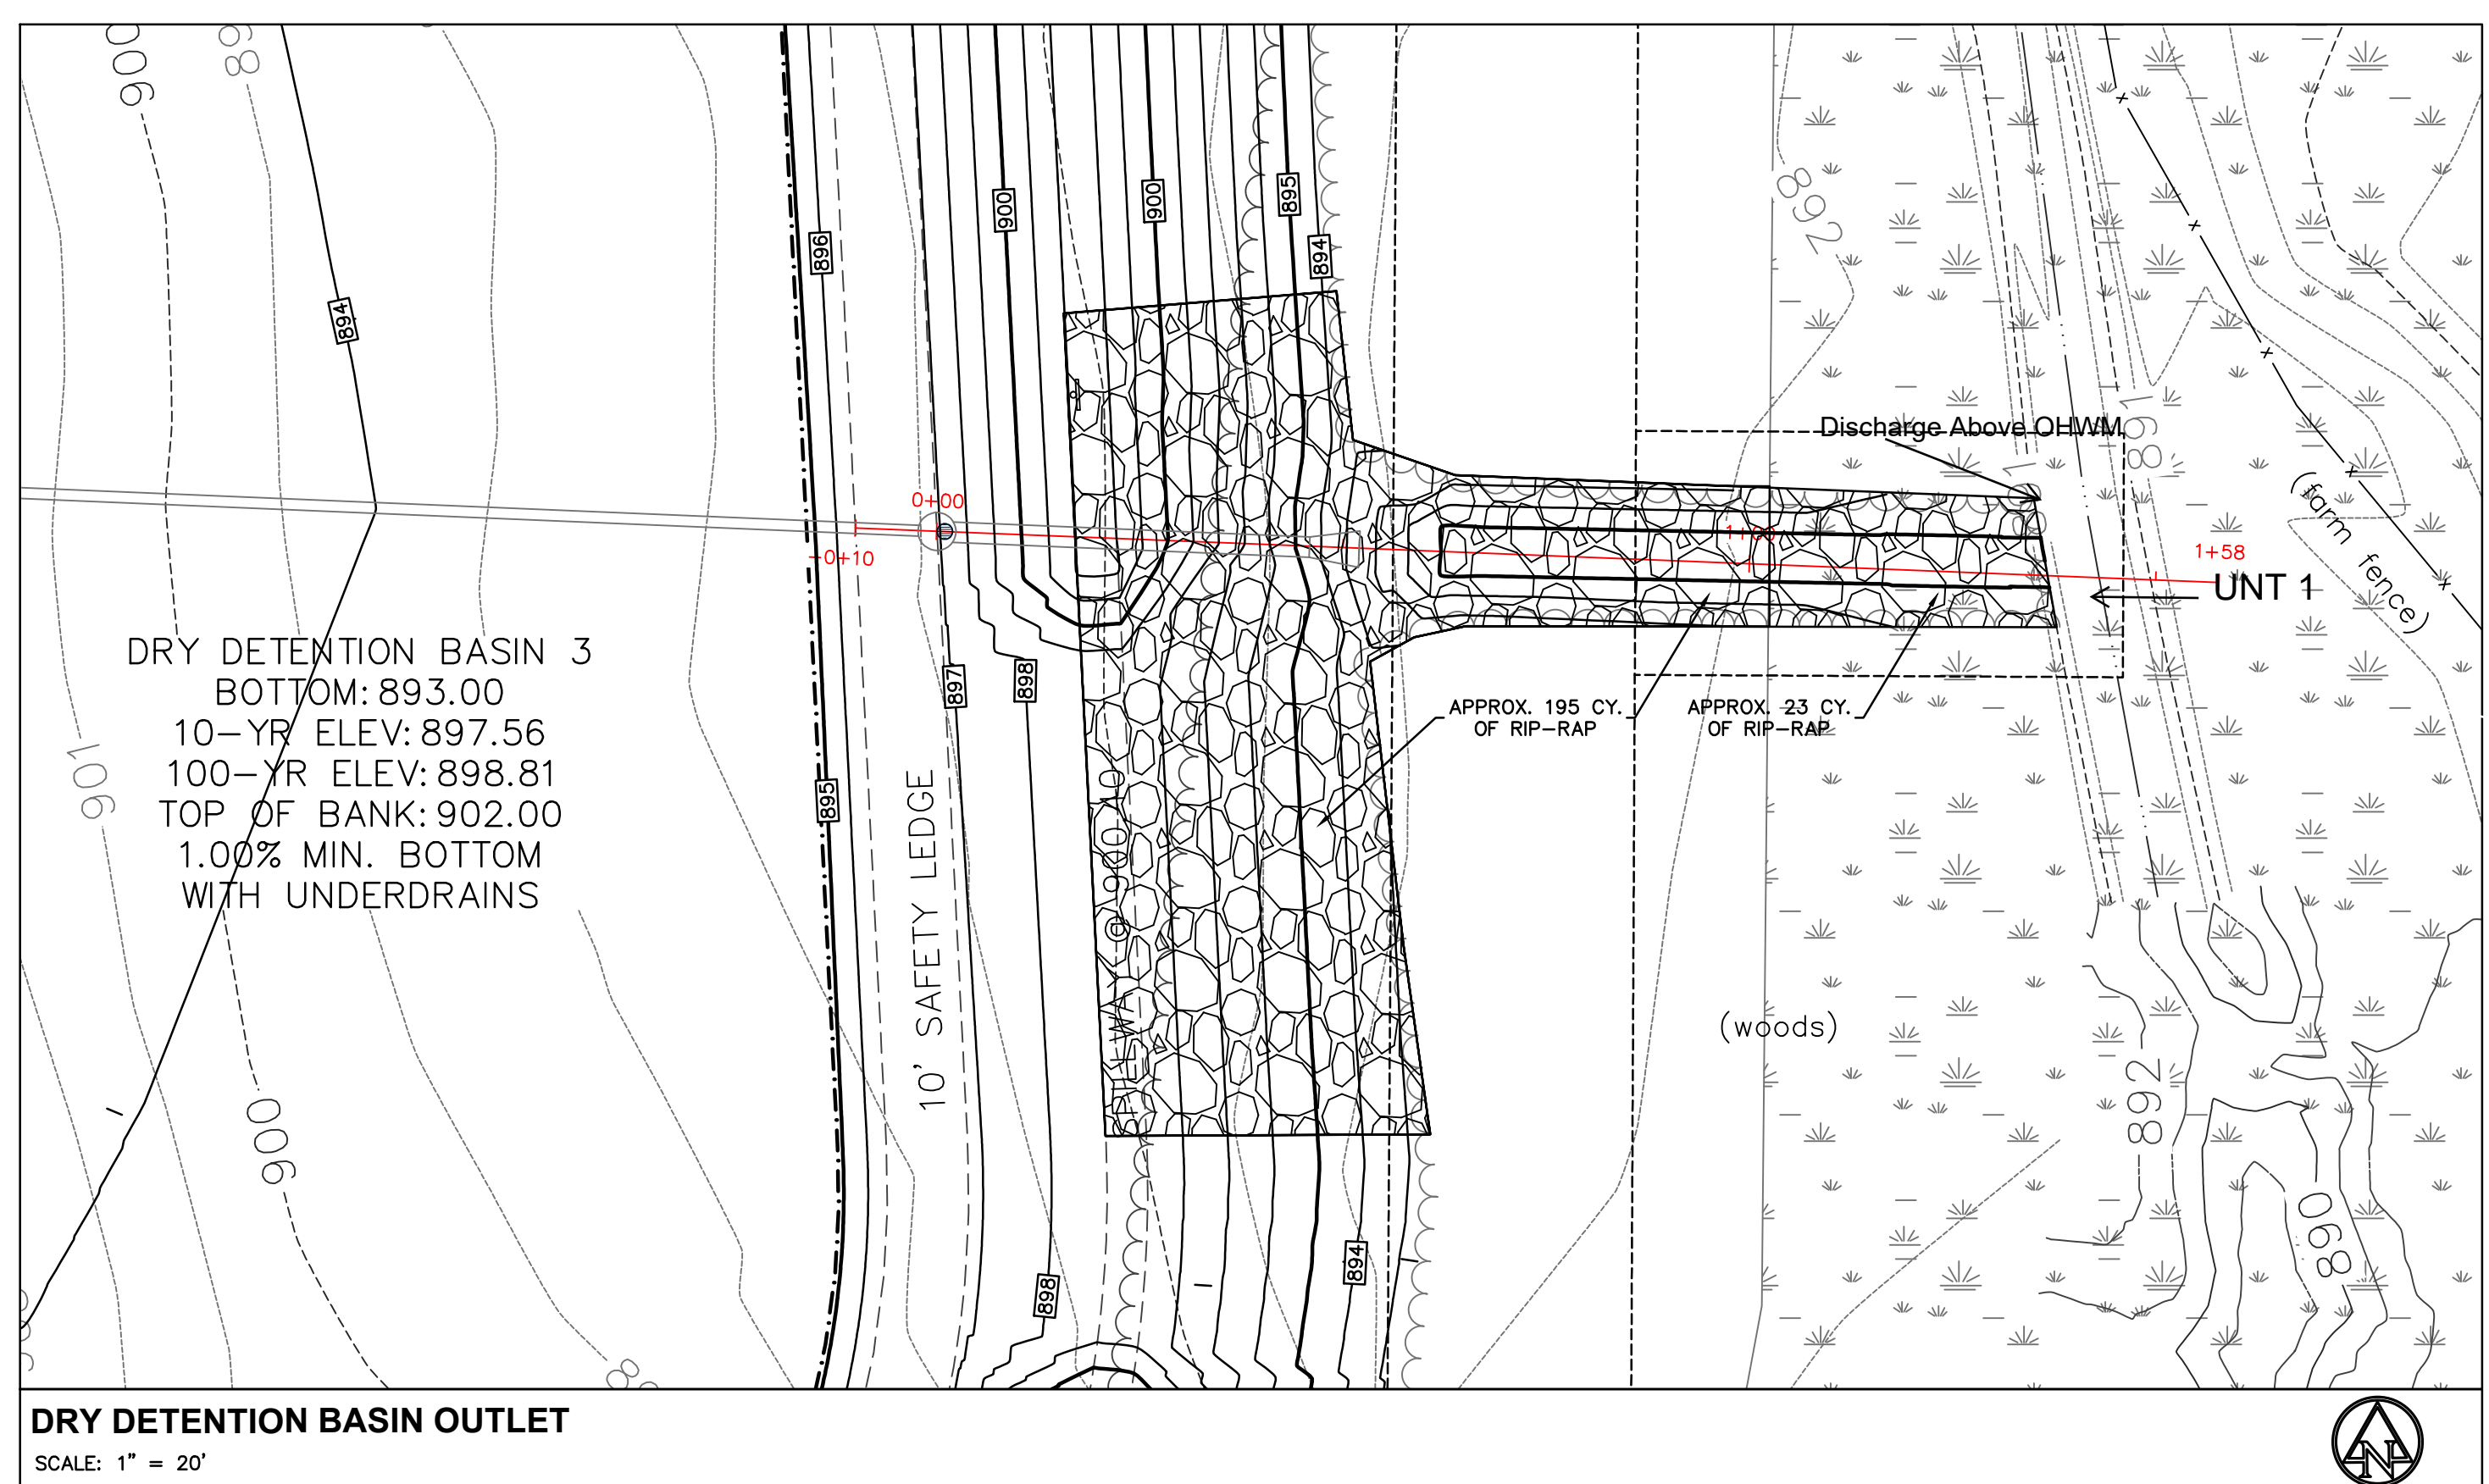 900
894
896
900
900
895
894
892
Discharge Above OHWM
891
(farm fence)
0+00
-0+10
1+00
1+58
UNT 1
DRY DETENTION BASIN 3
BOTTOM: 893.00
10-YR ELEV: 897.56
100-YR ELEV: 898.81
TOP OF BANK: 902.00
1.00% MIN. BOTTOM
WITH UNDERDRAINS
901
897
898
APPROX. 195 CY.
OF RIP-RAP
APPROX. 23 CY.
OF RIP-RAP
895
10' SAFETY LEDGE
SPILLWAY @ 900.10
(woods)
900
892
890
898
894
DRY DETENTION BASIN OUTLET
SCALE: 1" = 20'
N